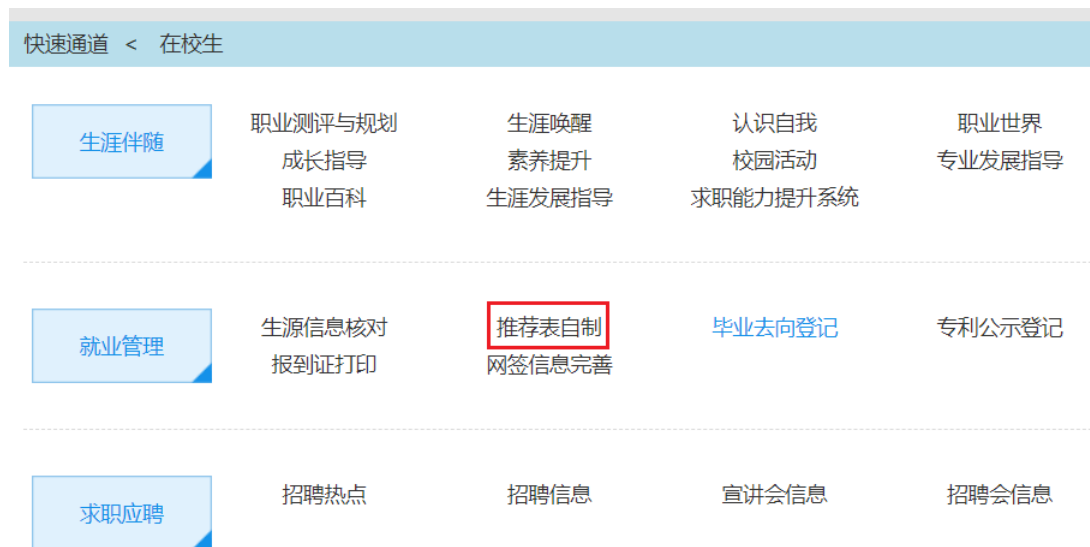 快速通道 < 在校生
生涯伴随
职业测评与规划 生涯唤醒 认识自我 职业世界
成长指导 素养提升 校园活动 专业发展指导
职业百科 生涯发展指导 求职能力提升系统
就业管理
生源信息核对 推荐表自制 毕业去向登记 专利公示登记
报到证打印 网签信息完善
求职应聘
招聘热点 招聘信息 宣讲会信息 招聘会信息